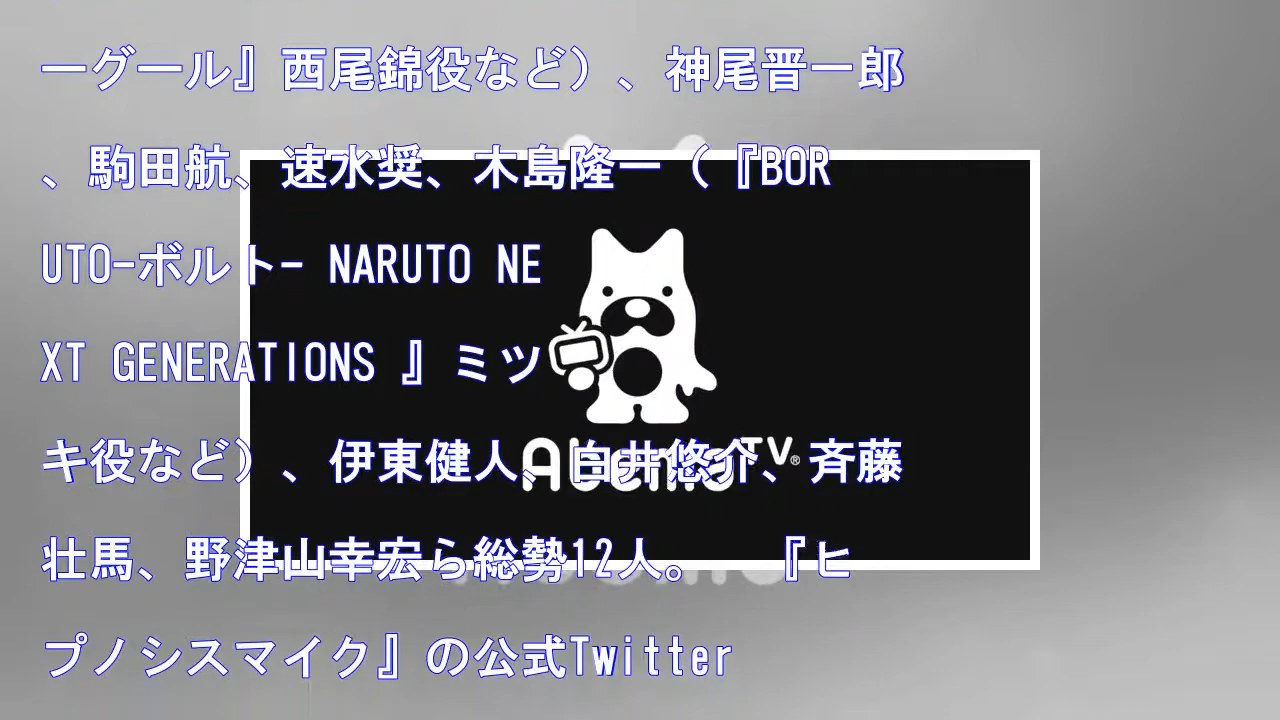 ーグール』西尾錦役など）、神尾晋一郎
、駒田航、速水奨、木島隆一（『BOR
UTO-ボルト- NARUTO NE
XT GENERATIONS 』ミツ
キ役など）、伊東健人、白井悠介、斉藤
AbemaTV®
壮馬、野津山幸宏ら総勢12人。　『ヒ
プノシスマイク』の公式Twitter